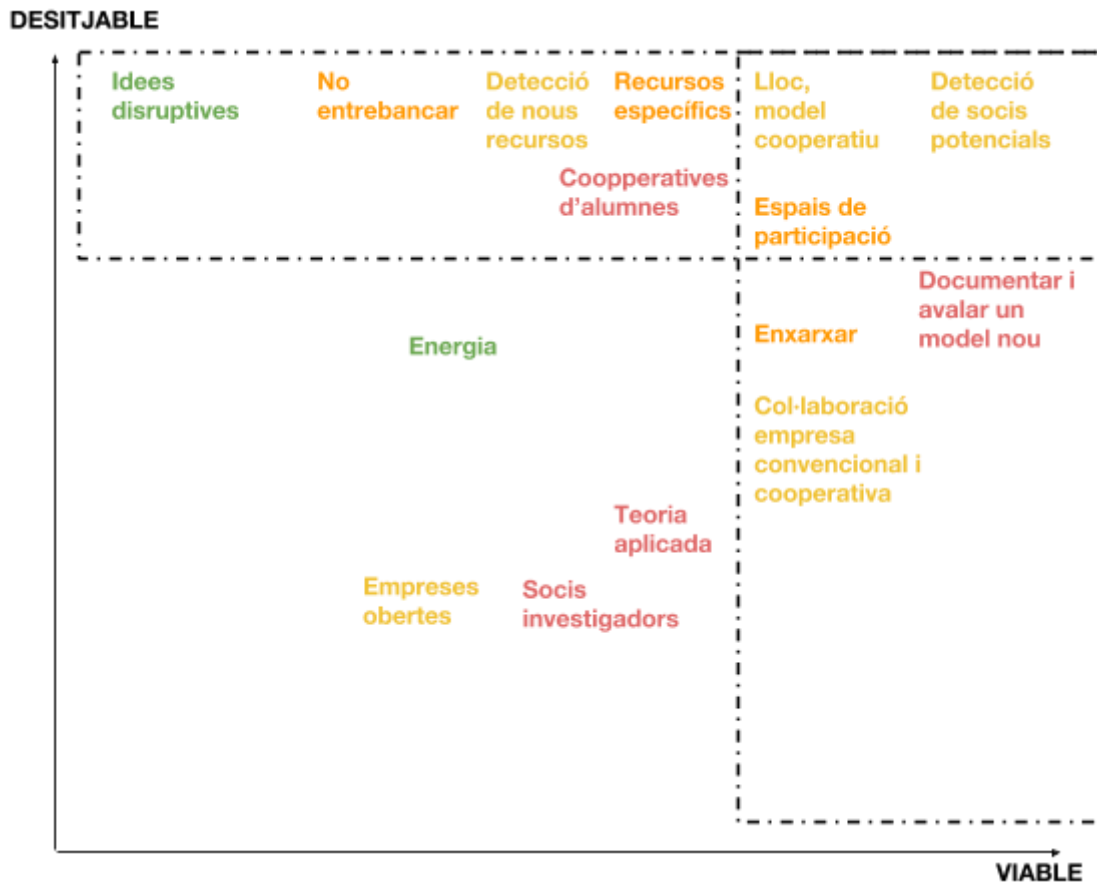 DESITJABLE
Idees
disruptives
No
entrebancar
Detecció
de nous
recursos
Recursos
específics
Lloc,
model
cooperatiu
Detecció
de socis
potencials
Coopperatives
d'alumnes
Espais de
participació
Documentar i
avalar un
model nou
Energia
Enxarxar
Col·laboració
empresa
convencional i
cooperativa
Teoria
aplicada
Empreses
obertes
Socis
investigadors
VIABLE